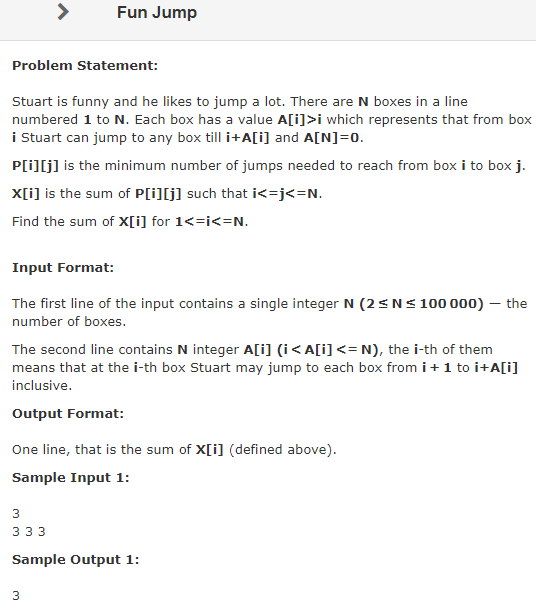 Fun Jump
Problem Statement:
Stuart is funny and he likes to jump a lot. There are N boxes in a line
numbered 1 to N. Each box has a value A[i]>i which represents that from box
i Stuart can jump to any box till i+A[i] and A[N]=0.
P[i][j] is the minimum number of jumps needed to reach from box i to box j.
X[i] is the sum of P[i][j] such that i<=j<=N.
Find the sum of X[i] for 1<=i<=N.
Input Format:
The first line of the input contains a single integer N (2 ≤ N ≤ 100 000) — the
number of boxes.
The second line contains N integer A[i] (i < A[i] <= N), the i-th of them
means that at the i-th box Stuart may jump to each box from i + 1 to i+A[i]
inclusive.
Output Format:
One line, that is the sum of X[i] (defined above).
Sample Input 1:
3
3 3 3
Sample Output 1:
3